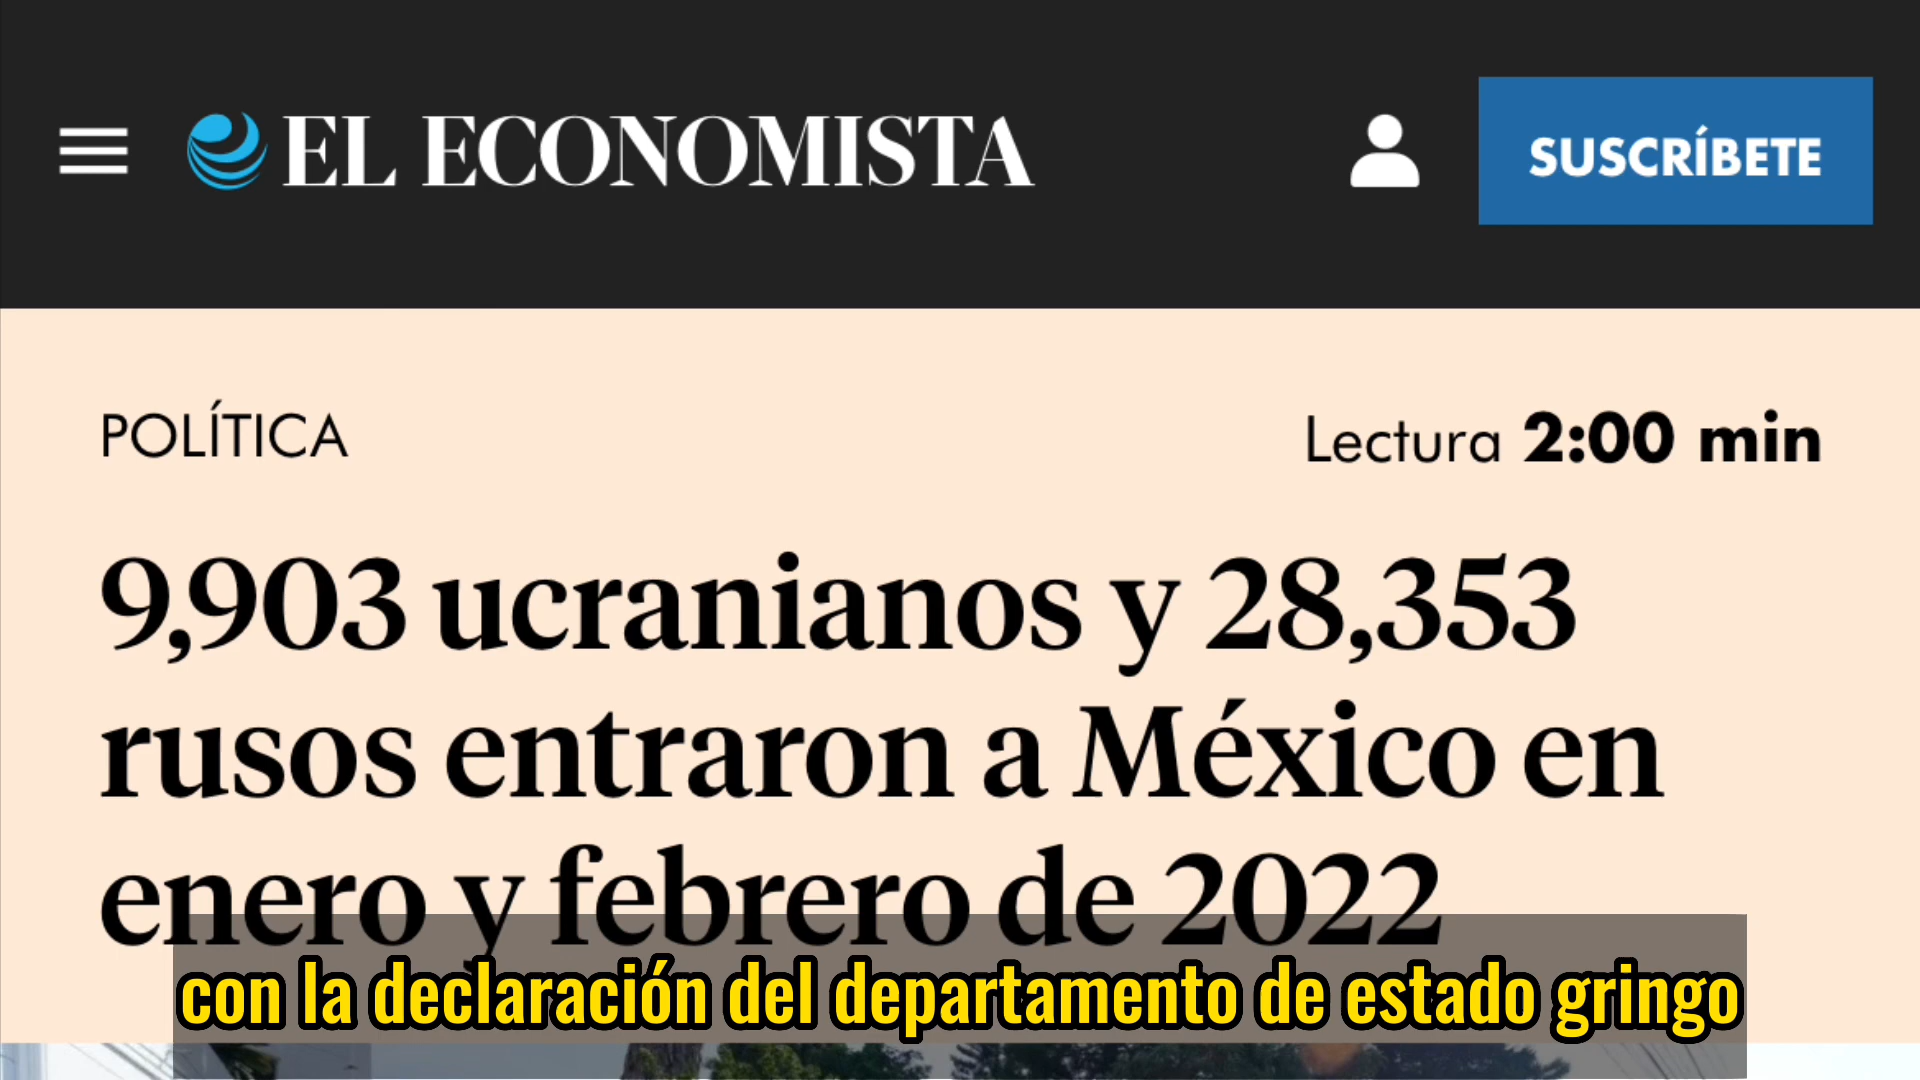 EL ECONOMISTA
SUSCRÍBETE
POLÍTICA
Lectura 2:00 min
9,903 ucranianos y 28,353
rusos entraron a México en
enero y febrero de 2022
con la declaración del departamento de estado gringo